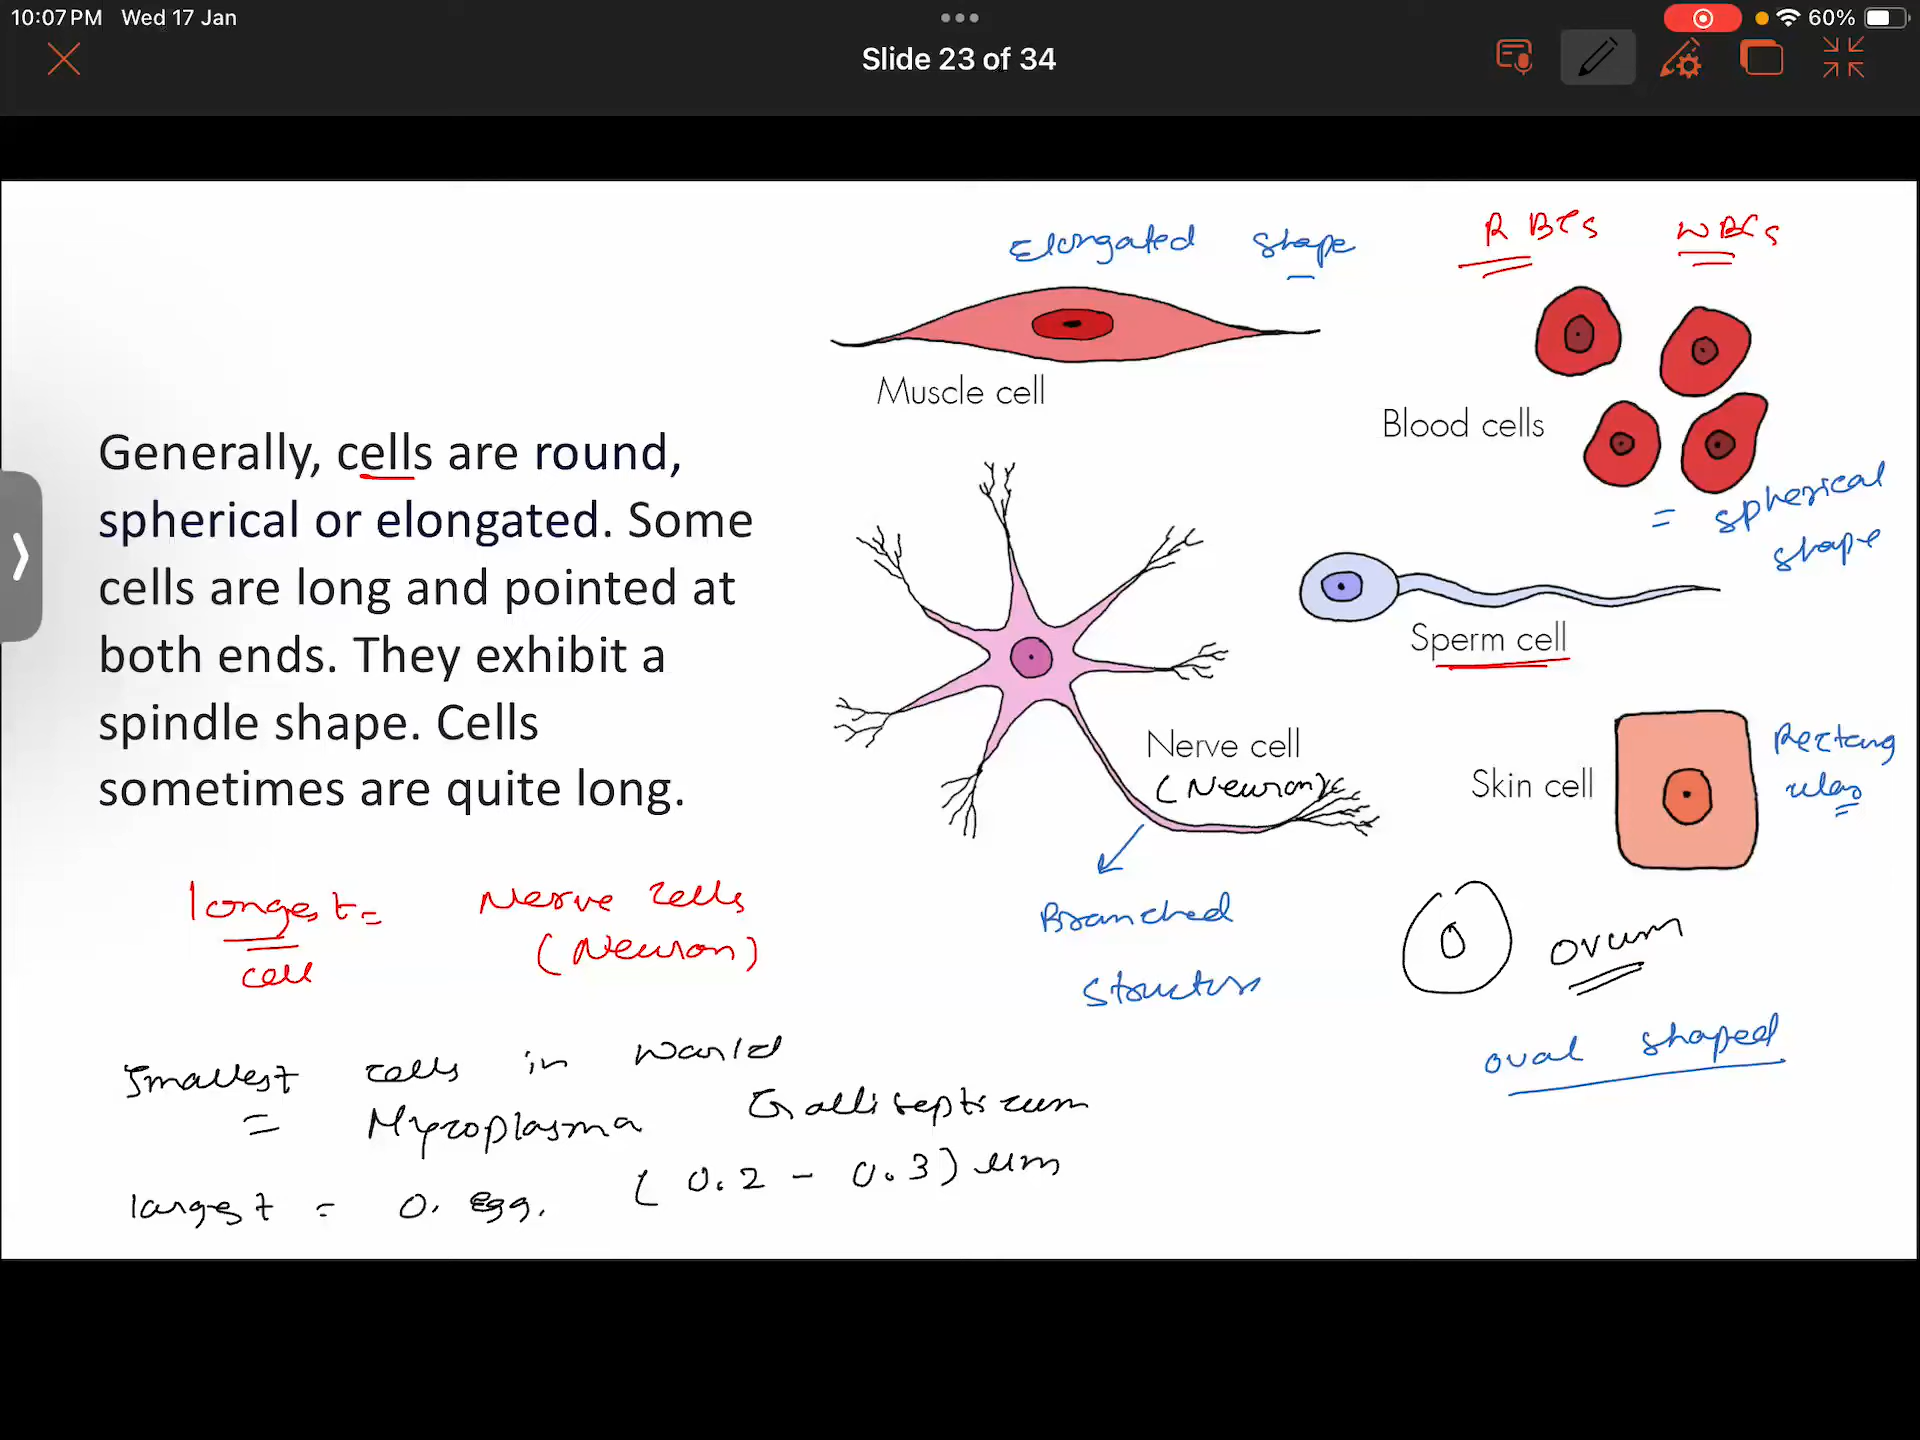 10:07 PM Wed 17 Jan
60%
Slide 23 of 34
Elongated shape
RBCs WBCs
Muscle cell
Blood cells
= spherical
shape
Generally, cells are round,
spherical or elongated. Some
cells are long and pointed at
both ends. They exhibit a
spindle shape. Cells
sometimes are quite long.
Sperm cell
Nerve cell
(Neuron)
Skin cell
Rectang
ular
Branched
structure
ovum
oval shaped
longest =
cell
Nerve cells
(Neuron)
Smallest cells in World
= Mycoplasma Gallisepticum
(0.2 - 0.3) um
largest = O. Egg.